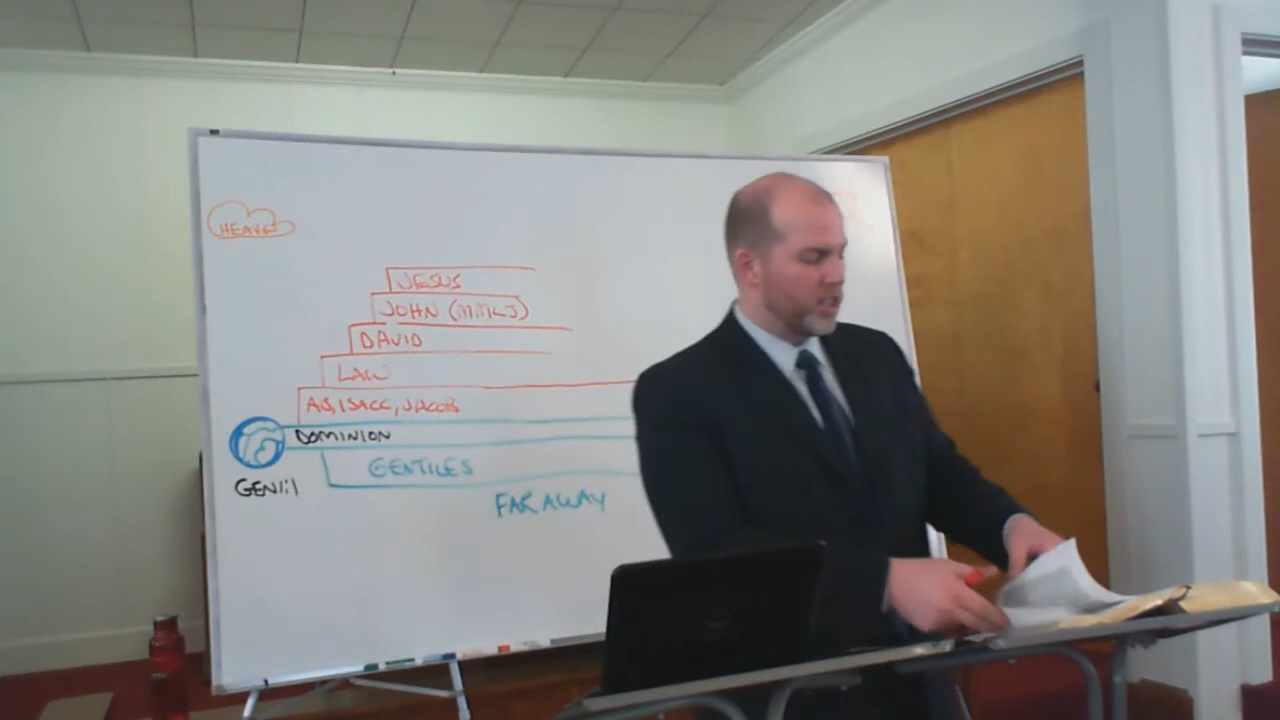 HEAVEN
JESUS
JOHN (MMLJ)
DAVID
LAW
AB, ISACC, JACOB
DOMINION
GENTILES
GEN 1:1
FAR AWAY